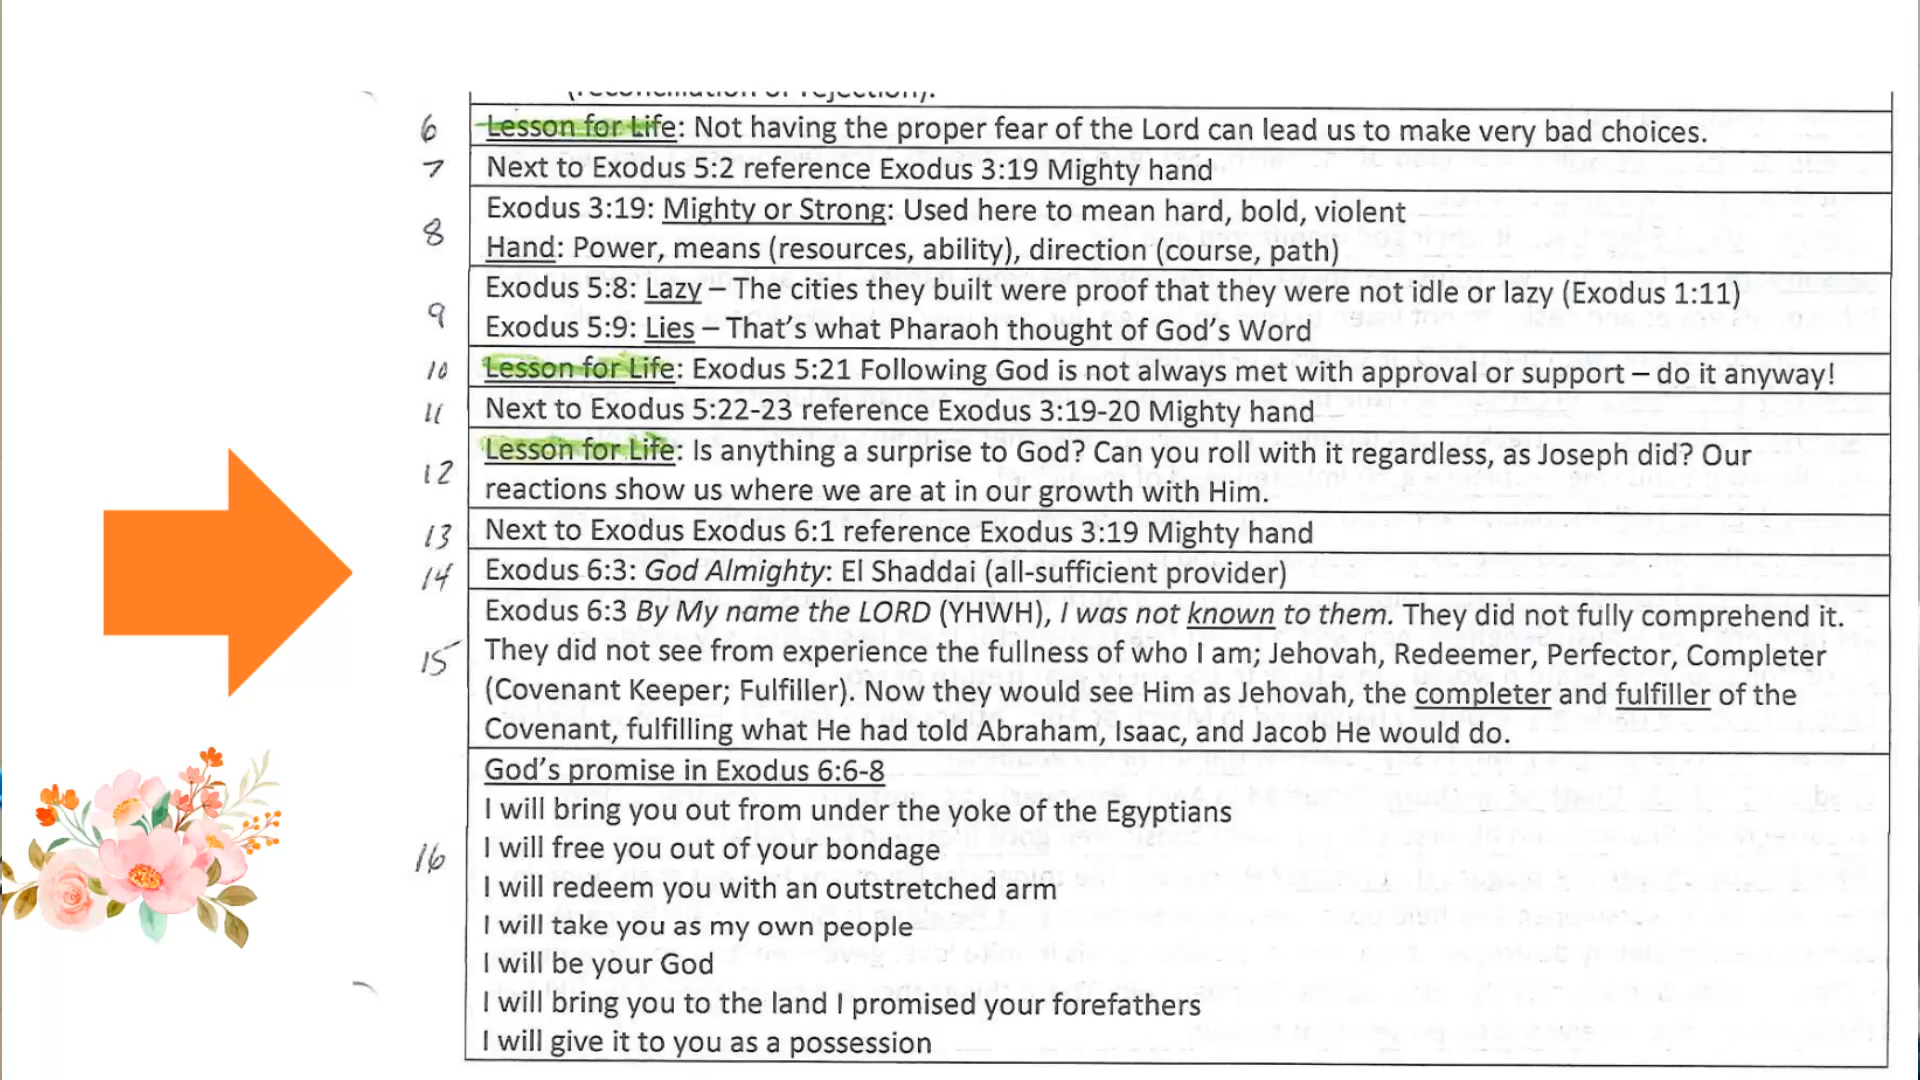 (reconciliation or rejection).
6 Lesson for Life: Not having the proper fear of the Lord can lead us to make very bad choices.
7 Next to Exodus 5:2 reference Exodus 3:19 Mighty hand
Exodus 3:19: Mighty or Strong: Used here to mean hard, bold, violent
8
Hand: Power, means (resources, ability), direction (course, path)
Exodus 5:8: Lazy – The cities they built were proof that they were not idle or lazy (Exodus 1:11)
9
Exodus 5:9: Lies – That's what Pharaoh thought of God's Word
10 Lesson for Life: Exodus 5:21 Following God is not always met with approval or support – do it anyway!
11 Next to Exodus 5:22-23 reference Exodus 3:19-20 Mighty hand
Lesson for Life: Is anything a surprise to God? Can you roll with it regardless, as Joseph did? Our
12
reactions show us where we are at in our growth with Him.
13 Next to Exodus Exodus 6:1 reference Exodus 3:19 Mighty hand
14 Exodus 6:3: God Almighty: El Shaddai (all-sufficient provider)
Exodus 6:3 By My name the LORD (YHWH), I was not known to them. They did not fully comprehend it.
15 They did not see from experience the fullness of who I am; Jehovah, Redeemer, Perfector, Completer
(Covenant Keeper; Fulfiller). Now they would see Him as Jehovah, the completer and fulfiller of the
Covenant, fulfilling what He had told Abraham, Isaac, and Jacob He would do.
God's promise in Exodus 6:6-8
I will bring you out from under the yoke of the Egyptians
16 I will free you out of your bondage
I will redeem you with an outstretched arm
I will take you as my own people
I will be your God
I will bring you to the land I promised your forefathers
I will give it to you as a possession